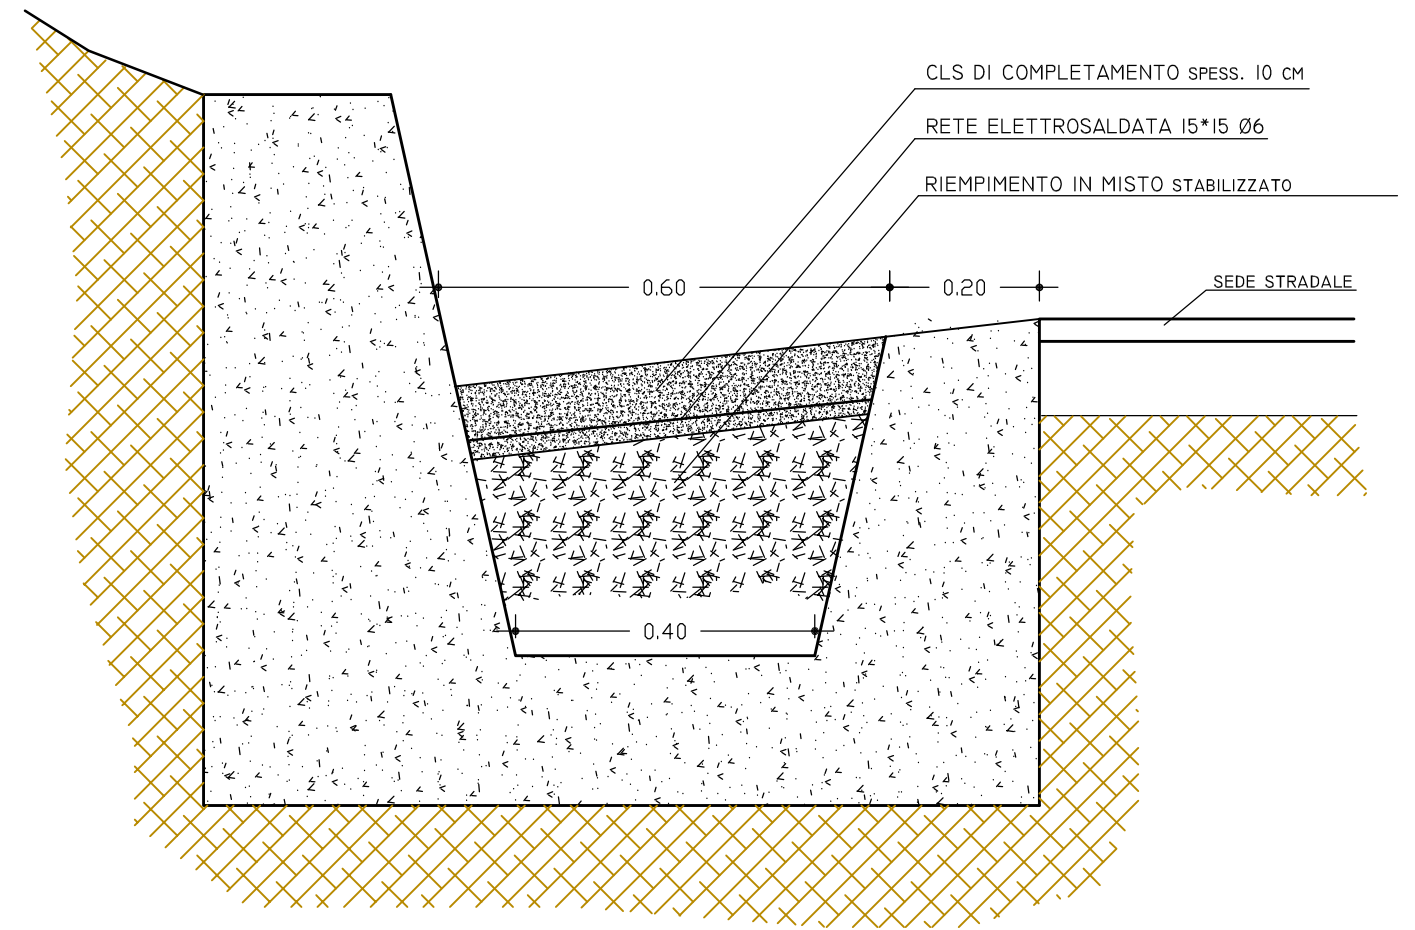 CLS DI COMPLETAMENTO SPESS. 10 CM
RETE ELETTROSALDATA 15*15 Ø6
RIEMPIMENTO IN MISTO STABILIZZATO
SEDE STRADALE
0.60
0.20
0.40